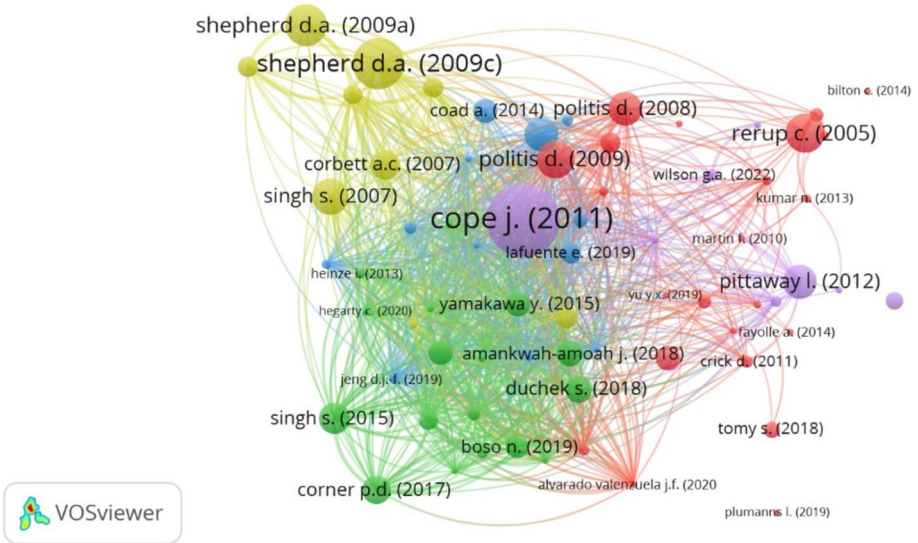 shepherd d.a. (2009a)
shepherd d.a. (2009c)
bilton c. (2014)
coad a. (2014)
politis d. (2008)
rerup c. (2005)
corbett a.c. (2007)
politis d. (2009)
wilson g.a. (2022)
singh s. (2007)
kumar n. (2013)
cope j. (2011)
martin l. (2010)
lafuente e. (2019)
heinze i. (2013)
pittaway l. (2012)
yu y.x. (2019)
hegarty c. (2020)
yamakawa y. (2015)
fayolle a. (2014)
amankwah-amoah j. (2018)
crick d. (2011)
jeng d.j.-f. (2019)
duchek s. (2018)
singh s. (2015)
tomy s. (2018)
boso n. (2019)
corner p.d. (2017)
alvarado valenzuela j.f. (2020
plumanns l. (2019)
VOSviewer